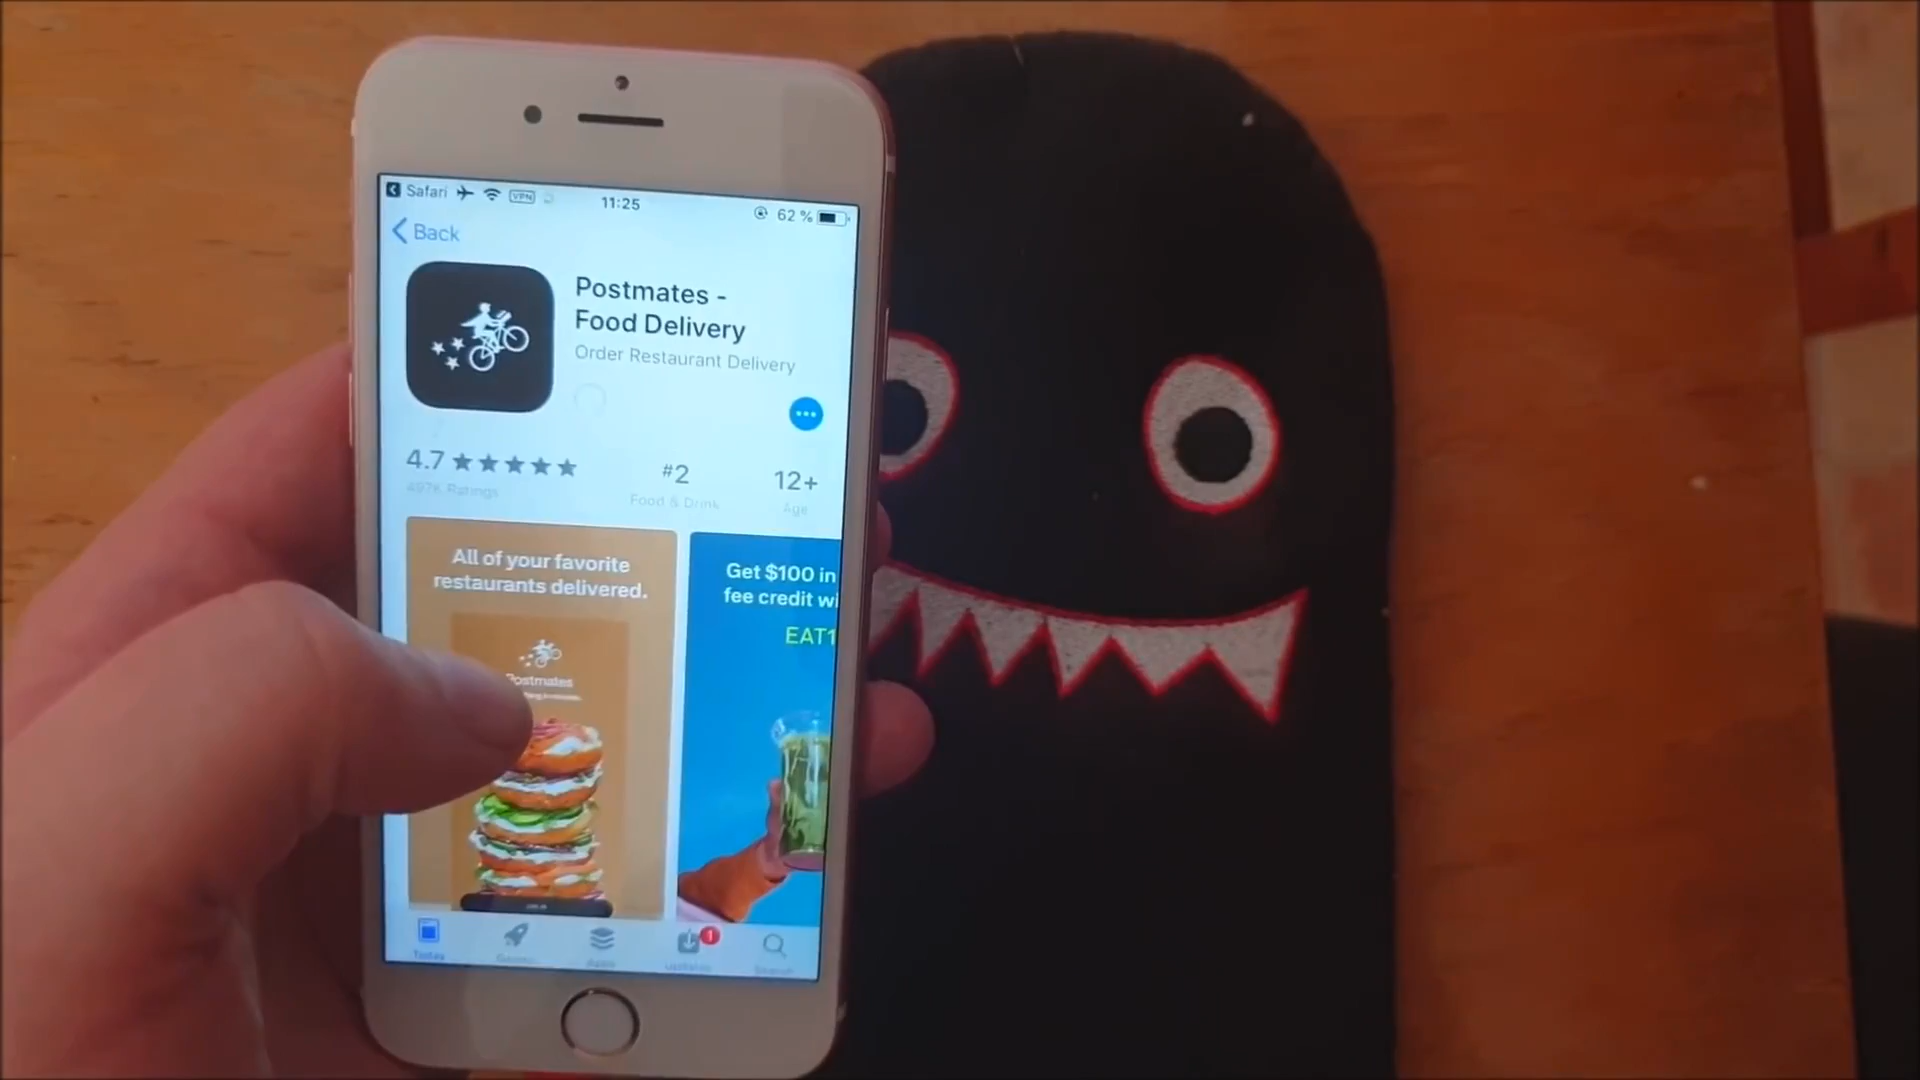 Safari VPN 11:25 62 %
Back
Postmates -
Food Delivery
Order Restaurant Delivery
4.7 #2 12+
497K Ratings Food & Drink Age
All of your favorite
restaurants delivered.
Get $100 in
fee credit wi
EAT1
Postmates
1
Today Games Apps Updates Search